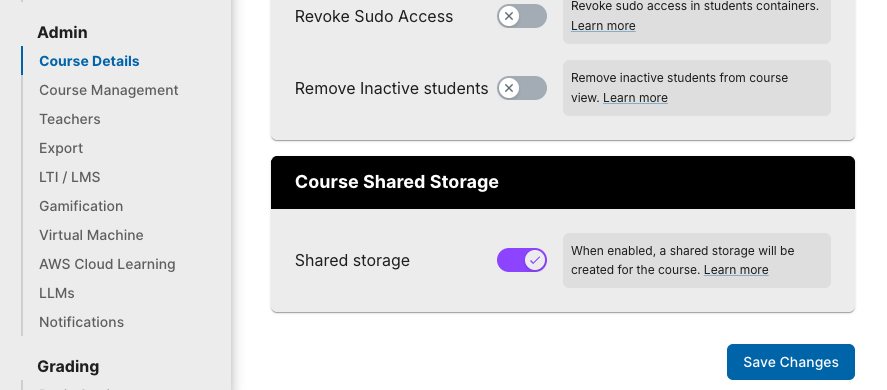 Admin
Course Details
Course Management
Teachers
Export
LTI / LMS
Gamification
Virtual Machine
AWS Cloud Learning
LLMs
Notifications
Grading
Revoke Sudo Access
Revoke sudo access in students containers.
Learn more
Remove Inactive students
Remove inactive students from course
view. Learn more
Course Shared Storage
Shared storage
When enabled, a shared storage will be
created for the course. Learn more
Save Changes